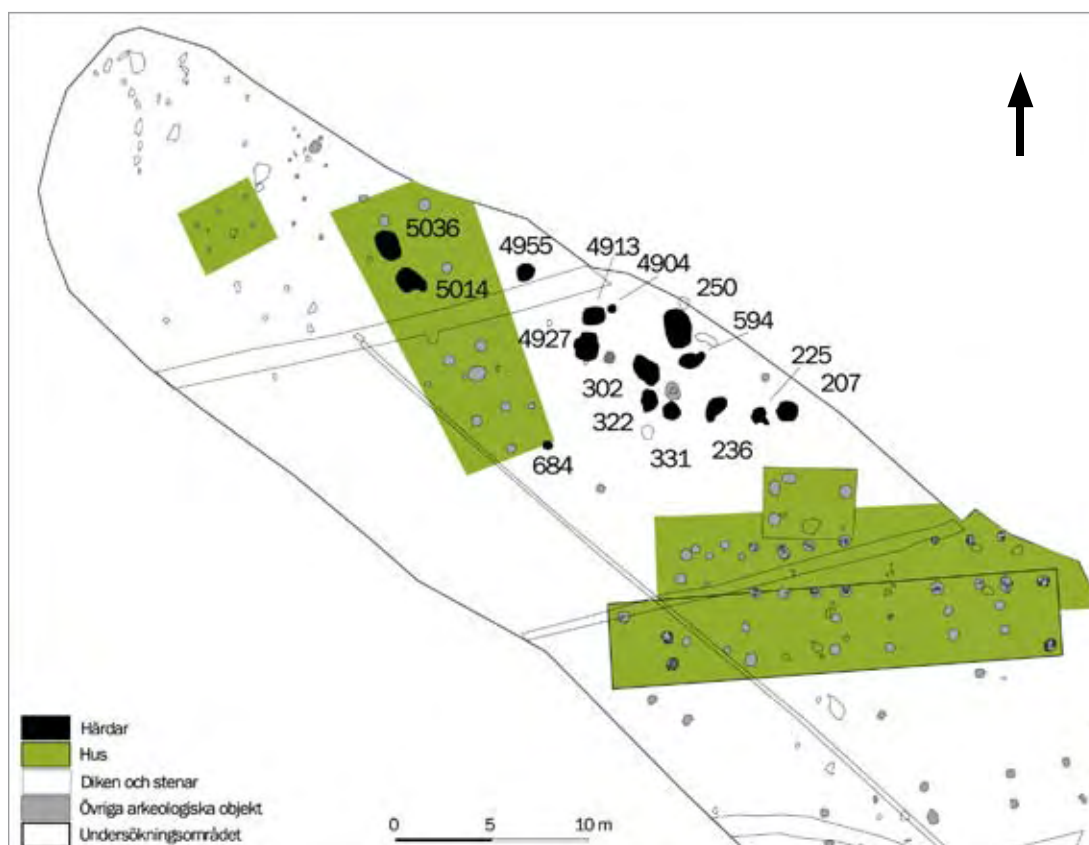 5036
5014
4955
4913
4904
250
594
4927
225
207
302
322
331
236
684
Härdar
Hus
Diken och stenar
Övriga arkeologiska objekt
Undersökningsområdet
0 5 10 m